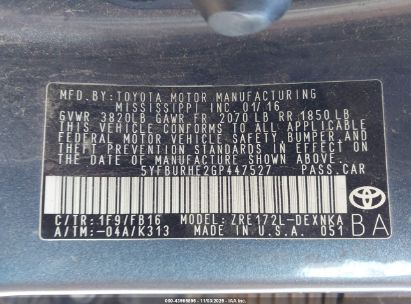 MFD.BY:TOYOTA MOTOR MANUFACTURING
MISSISSIPPI INC. 01/16
GVWR 3820LB GAWR FR 2070 LB RR 1850 LB
THIS VEHICLE CONFORMS TO ALL APPLICABLE
FEDERAL MOTOR VEHICLE SAFETY, BUMPER, AND
THEFT PREVENTION STANDARDS IN EFFECT ON
THE DATE OF MANUFACTURE SHOWN ABOVE.
5YFBURHE2GP447527 PASS.CAR
C/TR:1F9/FB16 MODEL:ZRE172L-DEXNKA
A/TM:-04A/K313 MADE IN U.S.A. 051
BA
TOYOTA